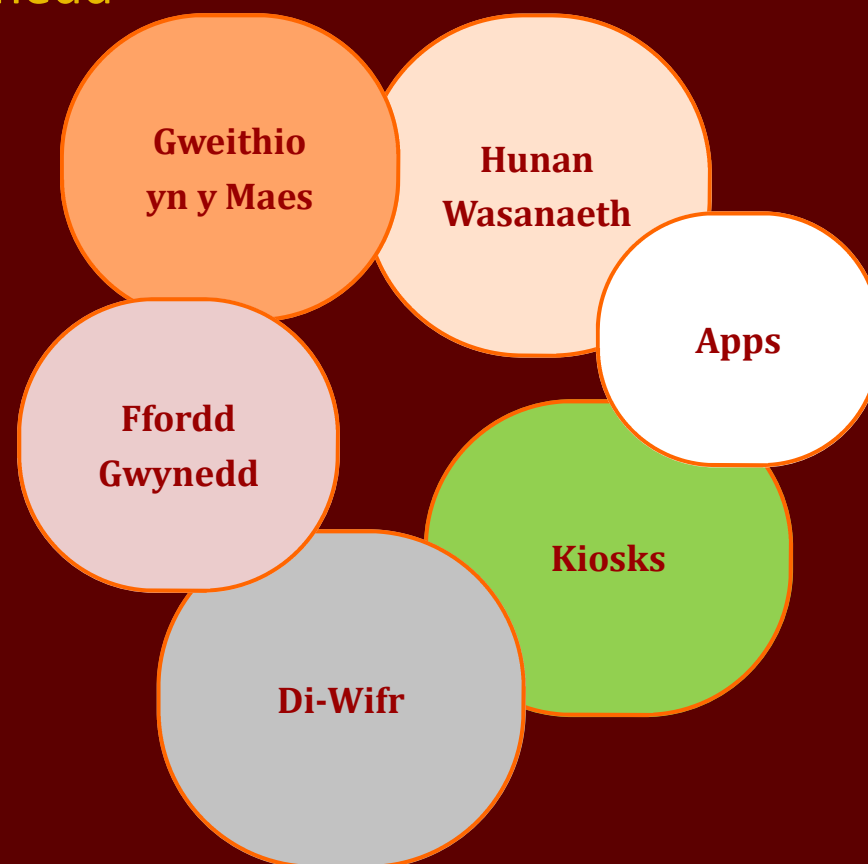 Gweithio
yn y Maes
Hunan
Wasanaeth
Apps
Ffordd
Gwynedd
Kiosks
Di-Wifr